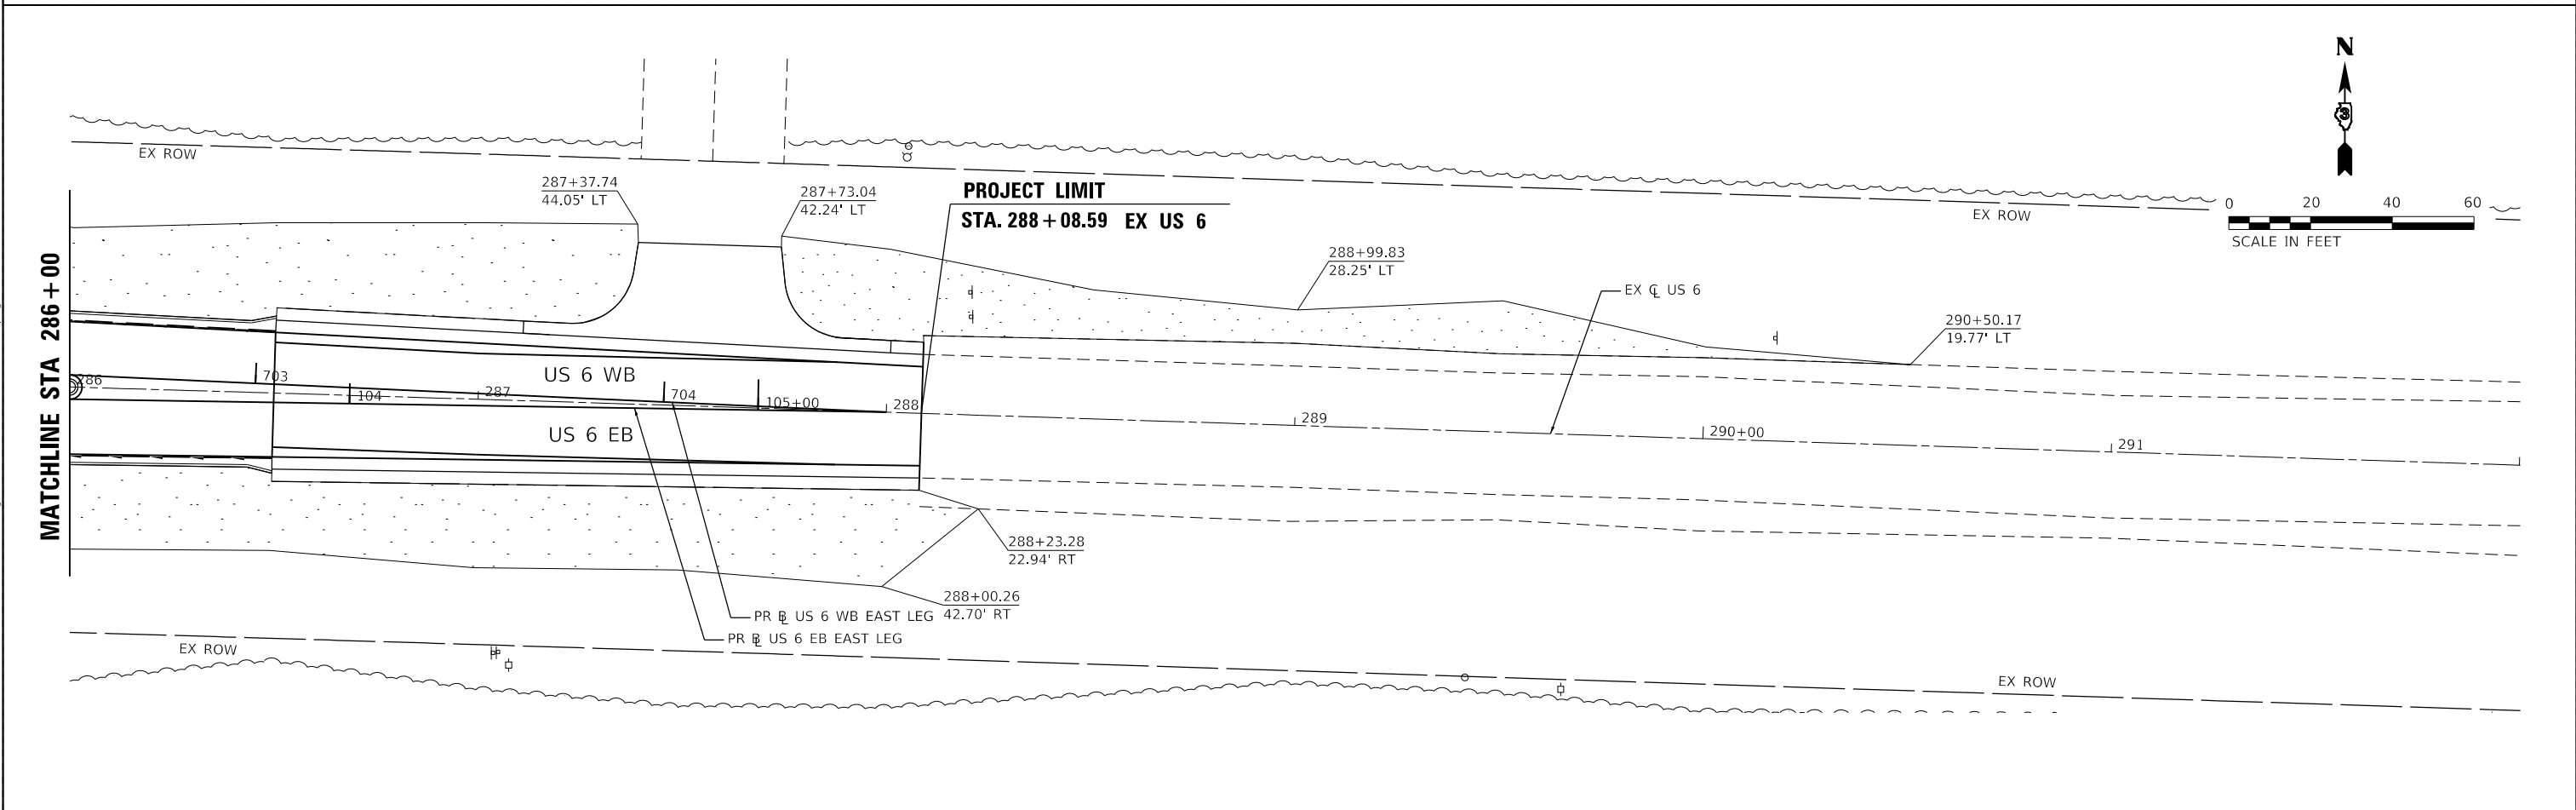 N
3
EX ROW
287+37.74
44.05' LT
287+73.04
42.24' LT
PROJECT LIMIT
STA. 288+08.59 EX US 6
EX ROW
0 20 40 60
SCALE IN FEET
288+99.83
28.25' LT
EX CL US 6
290+50.17
19.77' LT
MATCHLINE STA 286+00
US 6 WB
286
703
104
287
704
105+00
288
289
290+00
291
US 6 EB
288+23.28
22.94' RT
288+00.26
42.70' RT
PR BL US 6 WB EAST LEG
PR BL US 6 EB EAST LEG
EX ROW
EX ROW